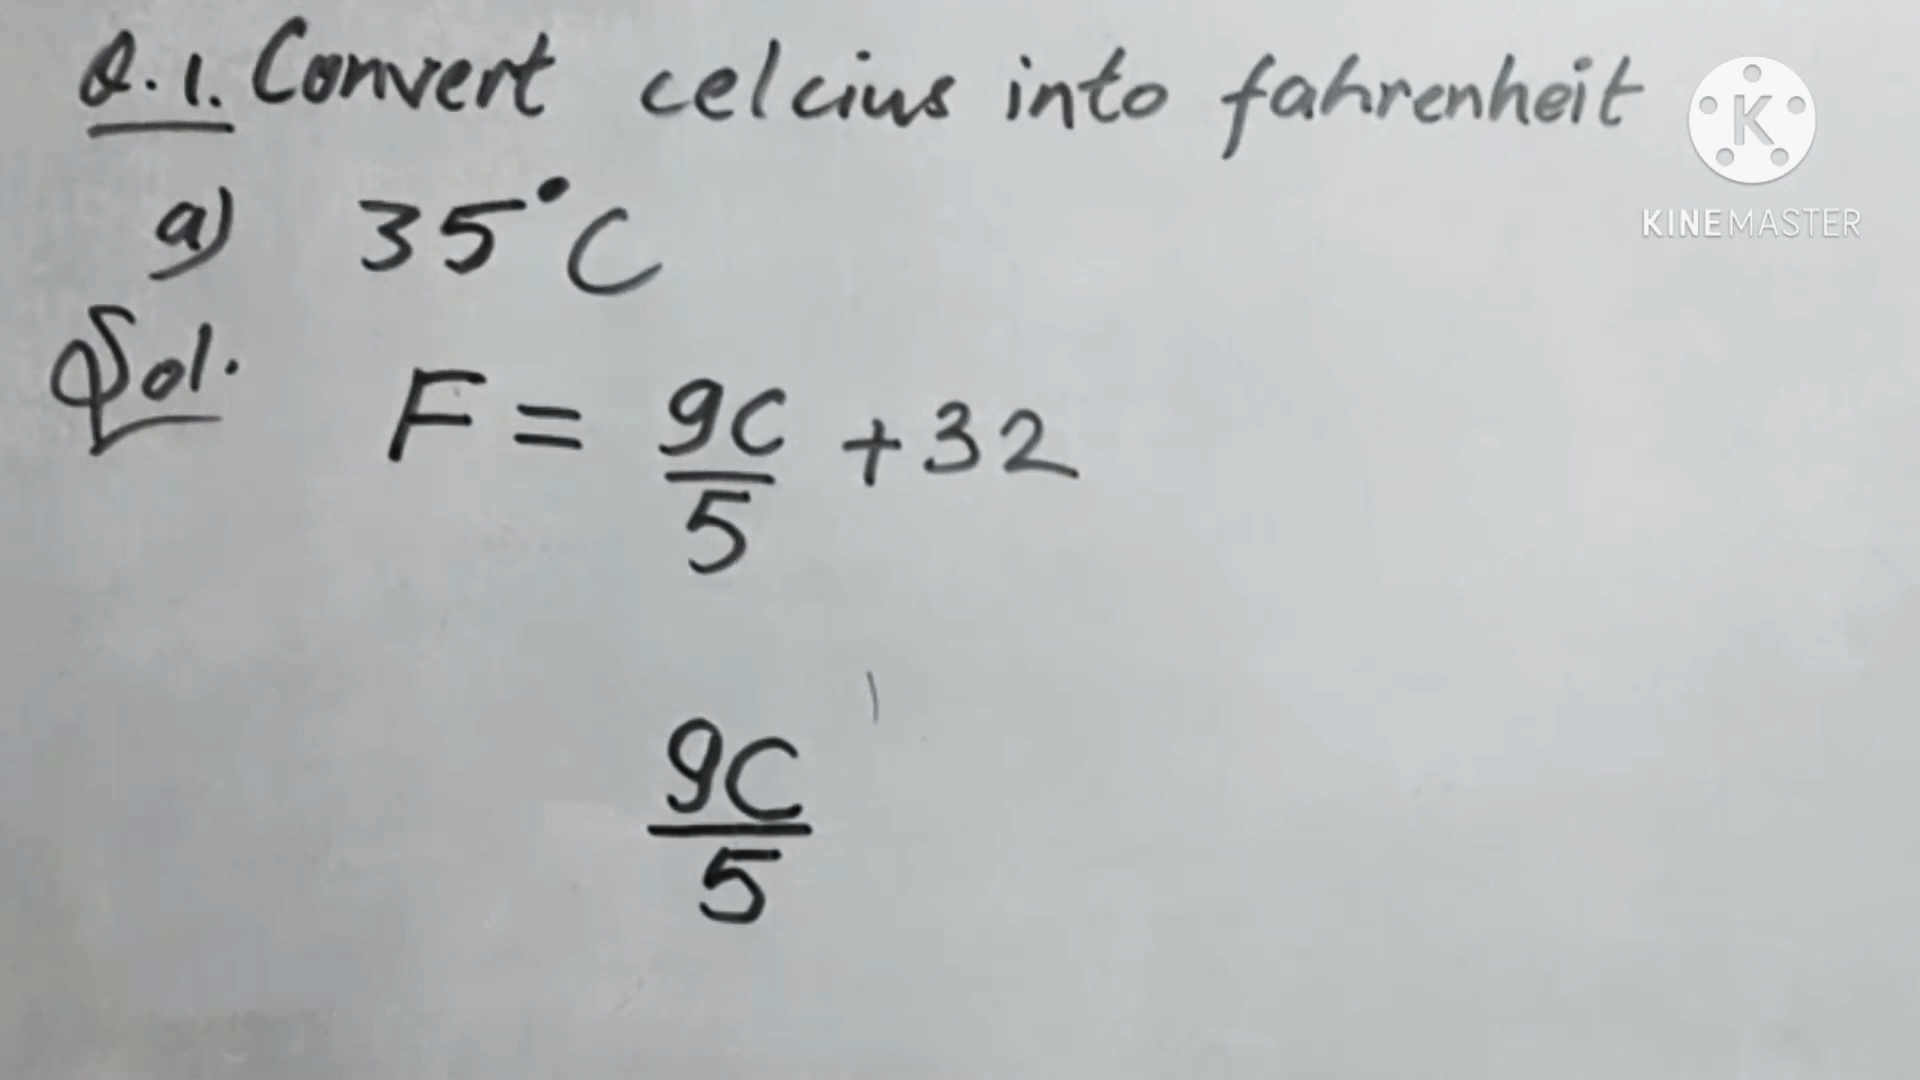 Q.1. Convert celcius into fahrenheit
a) 35°C
Sol.
F = 9C/5 + 32
9C/5
K
KINEMASTER